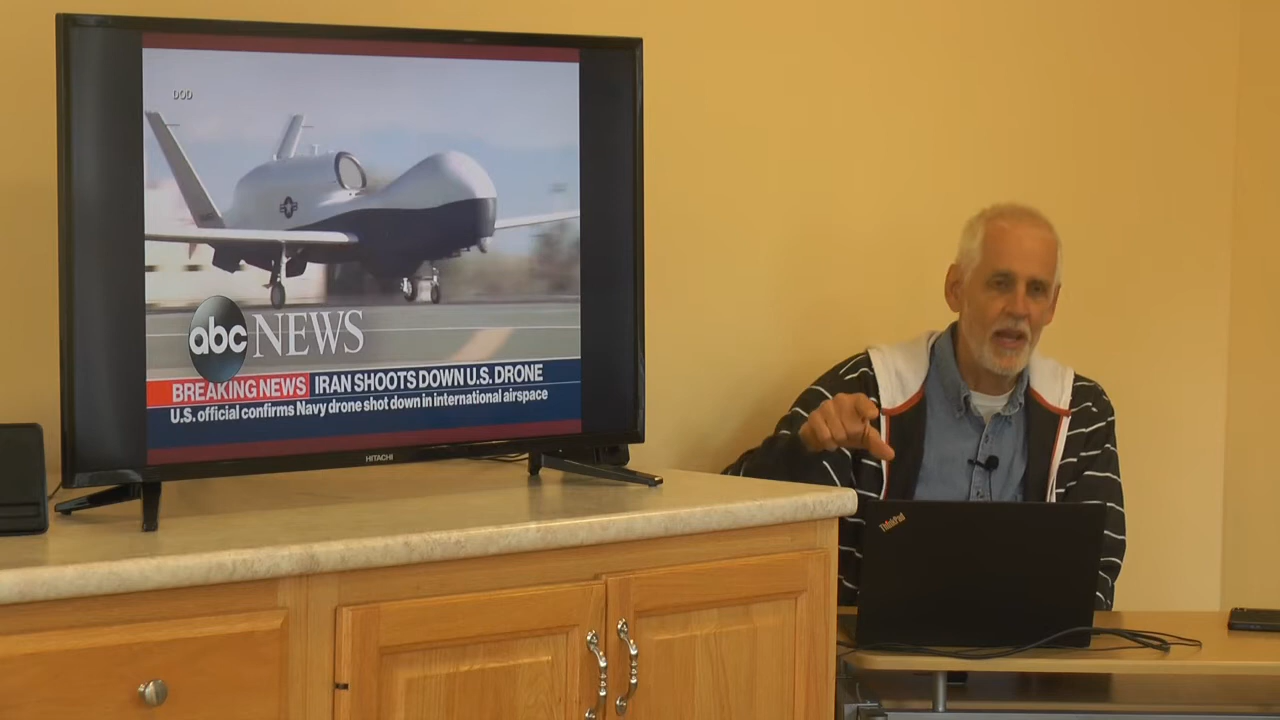 DOD
abc NEWS
BREAKING NEWS IRAN SHOOTS DOWN U.S. DRONE
U.S. official confirms Navy drone shot down in international airspace
HITACHI
ThinkPad